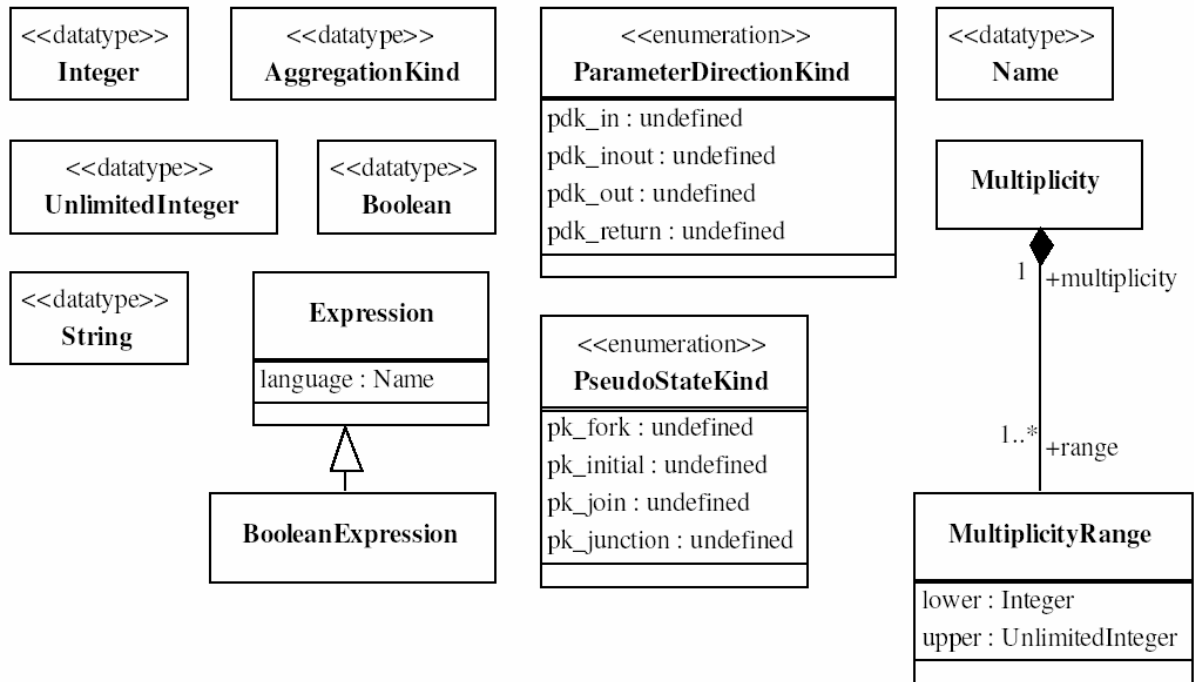 <<datatype>>
Integer
<<datatype>>
AggregationKind
<<enumeration>>
ParameterDirectionKind
pdk_in : undefined
pdk_inout : undefined
pdk_out : undefined
pdk_return : undefined
<<datatype>>
Name
<<datatype>>
UnlimitedInteger
<<datatype>>
Boolean
Multiplicity
1
+multiplicity
1..*
+range
<<datatype>>
String
Expression
language : Name
<<enumeration>>
PseudoStateKind
pk_fork : undefined
pk_initial : undefined
pk_join : undefined
pk_junction : undefined
BooleanExpression
MultiplicityRange
lower : Integer
upper : UnlimitedInteger